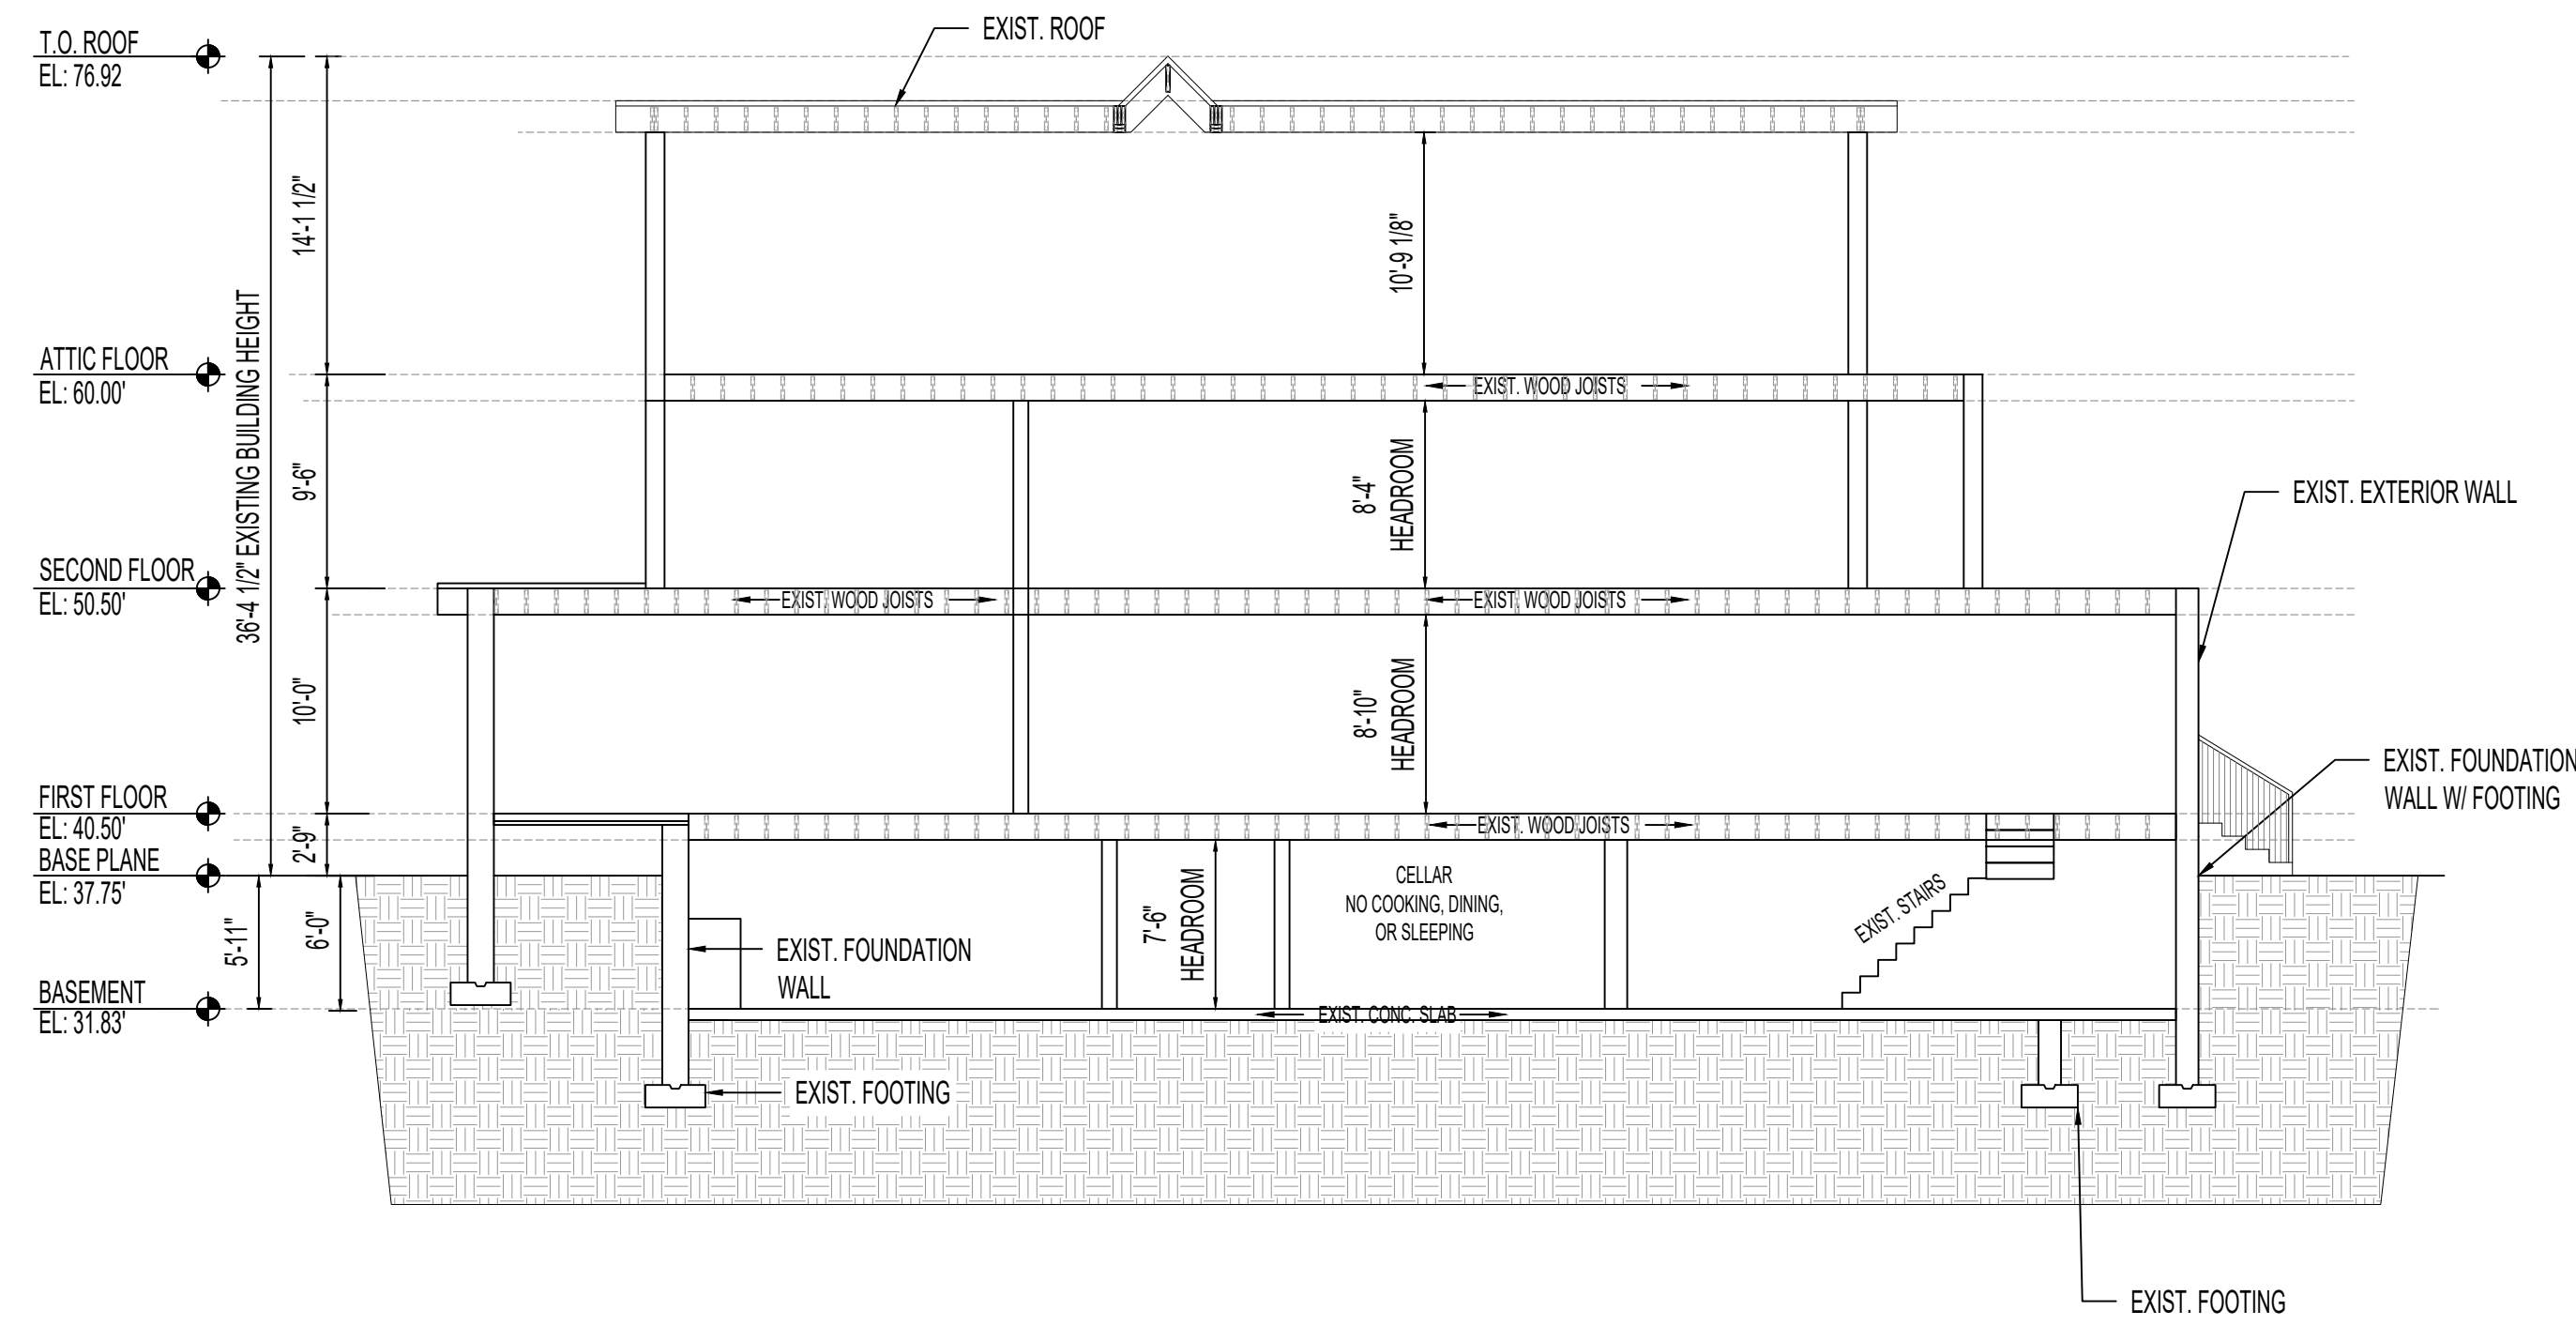 T.O. ROOF
EL: 76.92
EXIST. ROOF
14'-1 1/2"
10'-9 1/8"
36'-4 1/2" EXISTING BUILDING HEIGHT
ATTIC FLOOR
EL: 60.00'
EXIST. WOOD JOISTS
9'-6"
8'-4"
HEADROOM
EXIST. EXTERIOR WALL
SECOND FLOOR
EL: 50.50'
EXIST. WOOD JOISTS
EXIST. WOOD JOISTS
10'-0"
8'-10"
HEADROOM
EXIST. FOUNDATION
WALL W/ FOOTING
FIRST FLOOR
EL: 40.50'
2'-9"
EXIST. WOOD JOISTS
BASE PLANE
EL: 37.75'
5'-11"
6'-0"
7'-6"
HEADROOM
CELLAR
NO COOKING, DINING,
OR SLEEPING
EXIST. STAIRS
EXIST. FOUNDATION
WALL
BASEMENT
EL: 31.83'
EXIST. CONC. SLAB
EXIST. FOOTING
EXIST. FOOTING